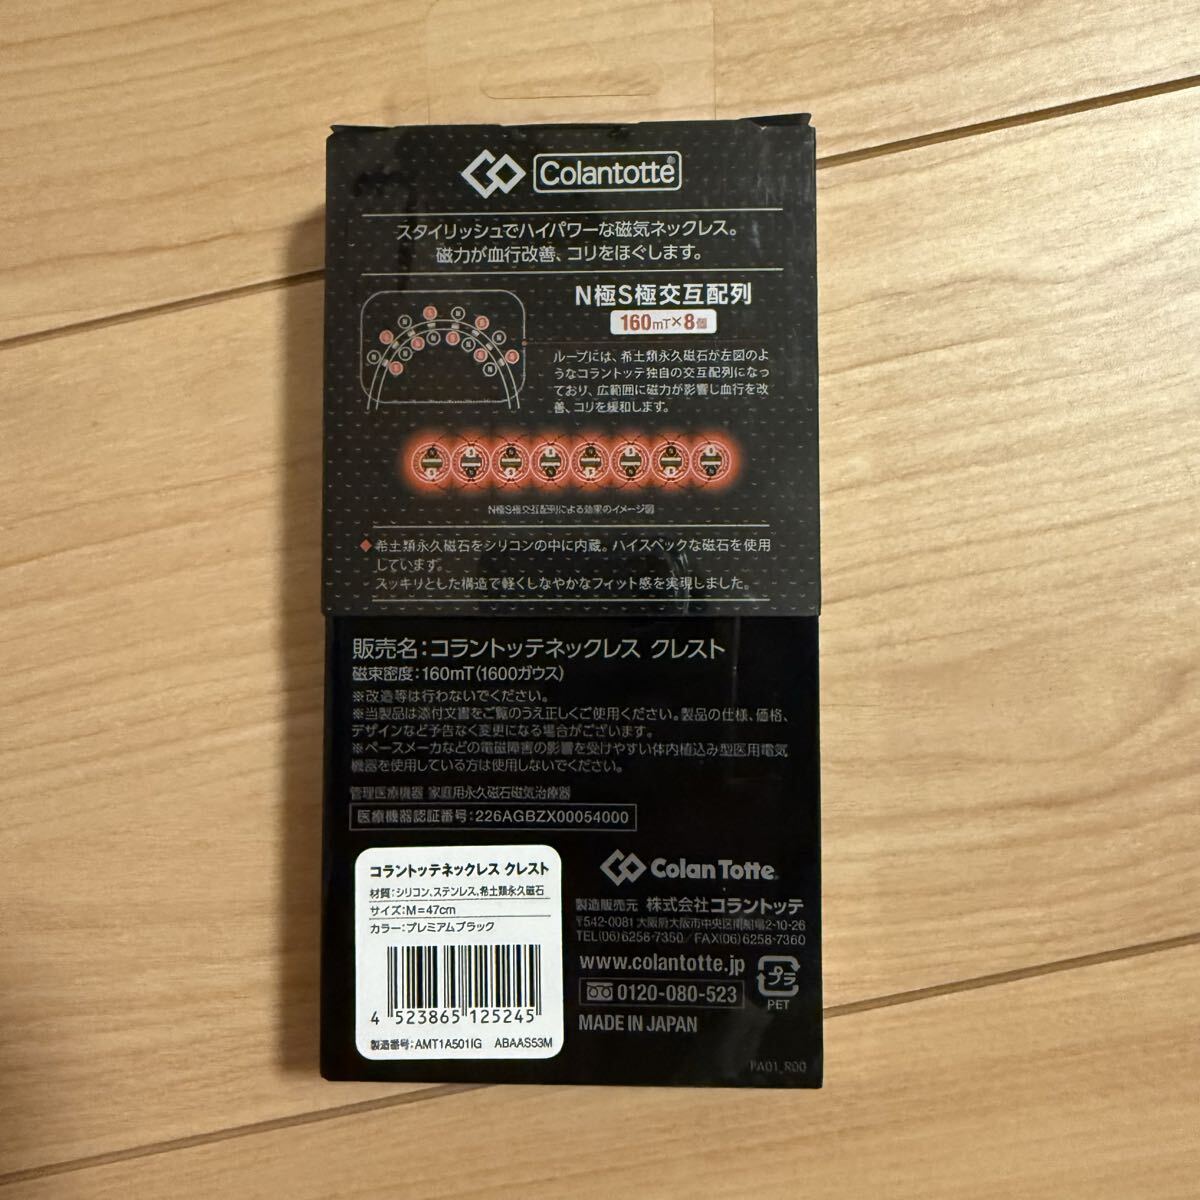 Colantotte®
スタイリッシュでハイパワーな磁気ネックレス。
磁力が血行改善、コリをほぐします。
N極S極交互配列
160mT×8個
ループには、希土類永久磁石が左図のよ
うなコラントッテ独自の交互配列になっ
ており、広範囲に磁力が影響し血行を改
善、コリを緩和します。
N極S極交互配列による効果のイメージ図
◆希土類永久磁石をシリコンの中に内蔵。ハイスペックな磁石を使用
しています。
スッキリとした構造で軽くしなやかなフィット感を実現しました。
販売名：コラントッテネックレス クレスト
磁束密度：160mT（1600ガウス）
※改造等は行わないでください。
※当製品は添付文書をご覧のうえ正しくご使用ください。製品の仕様、価格、
デザインなど予告なく変更になる場合がございます。
※ペースメーカなどの電磁障害の影響を受けやすい体内植込み型医用電気
機器を使用している方は使用しないでください。
管理医療機器 家庭用永久磁石磁気治療器
医療機器認証番号：226AGBZX00054000
コラントッテネックレス クレスト
材質：シリコン、ステンレス、希土類永久磁石
サイズ：M＝47cm
カラー：プレミアムブラック
4 523865 125245
製造番号：AMT1A501IG ABAAS53M
Colan Totte®
製造販売元 株式会社コラントッテ
〒542-0081 大阪府大阪市中央区南船場2-10-26
TEL(06)6258-7350／FAX(06)6258-7360
www.colantotte.jp
0120-080-523
プラ
PET
MADE IN JAPAN
PA01_R00